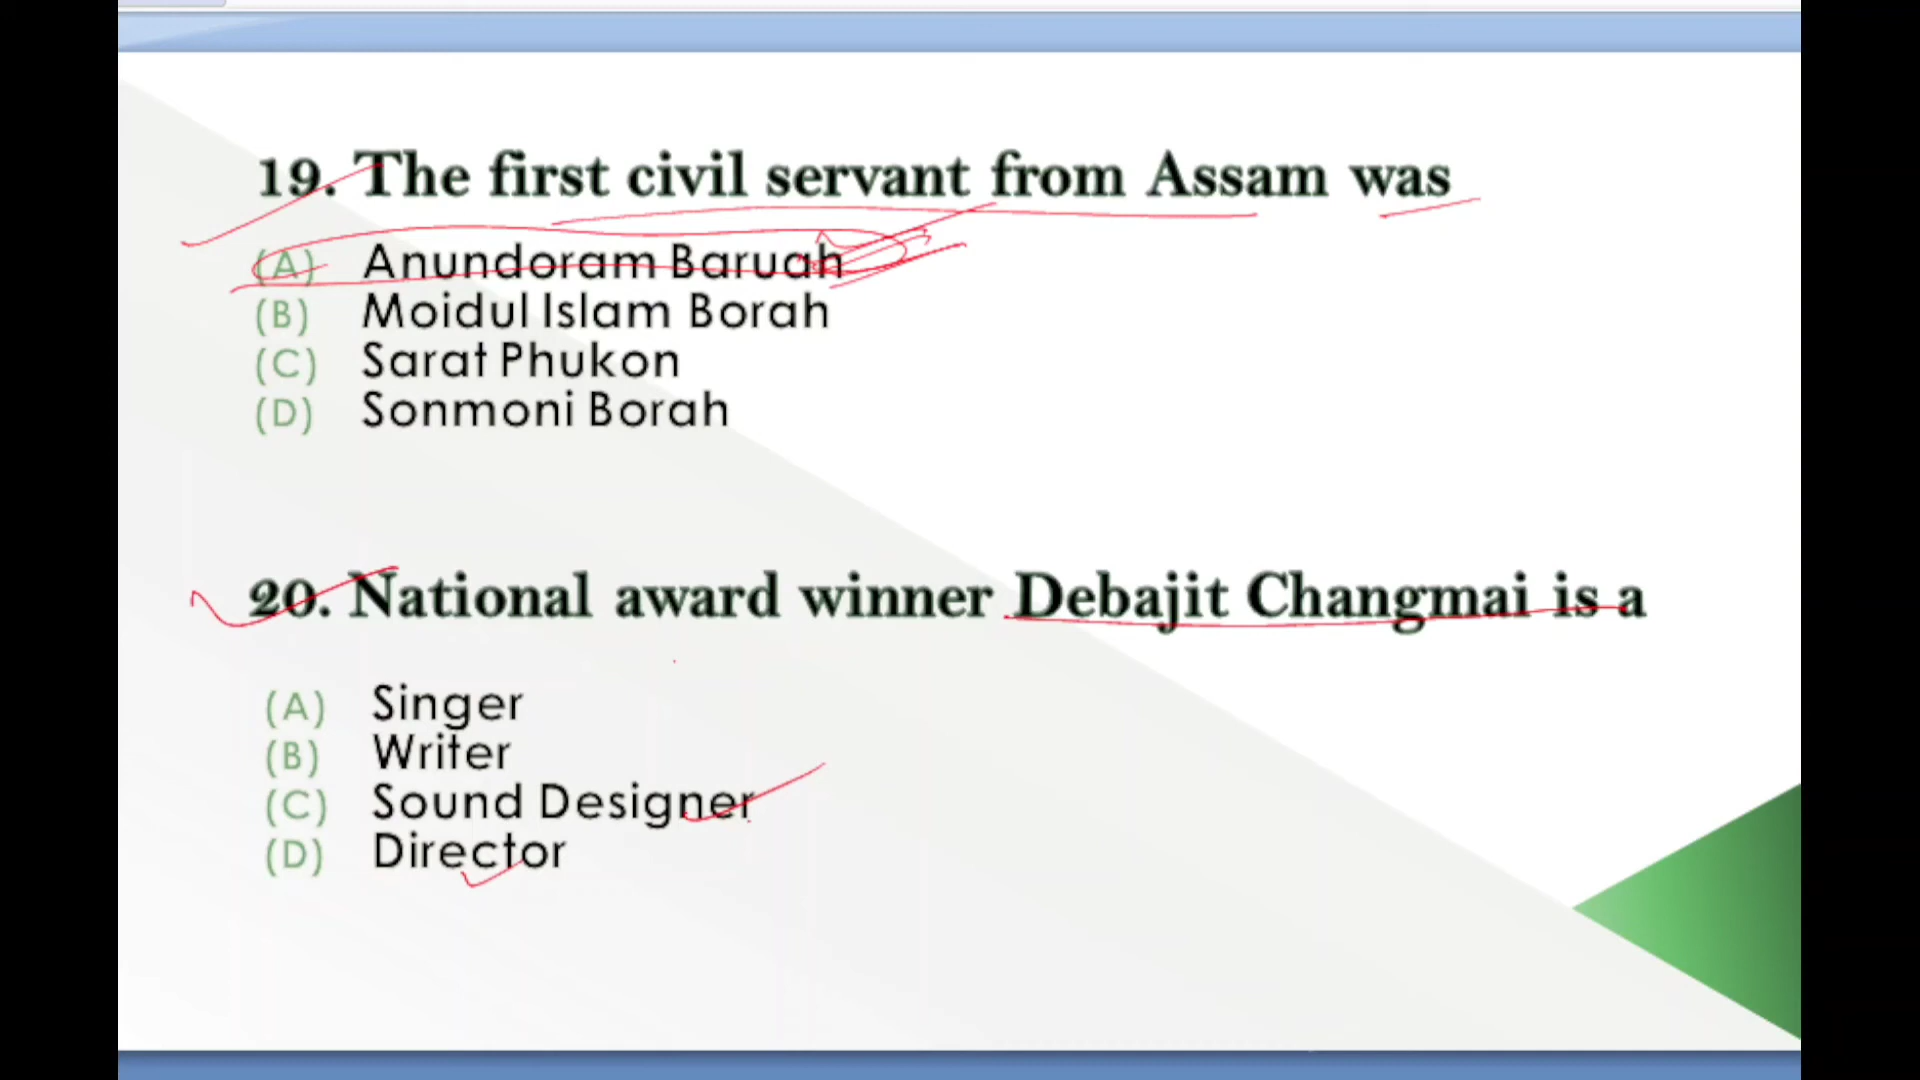 19. The first civil servant from Assam was
(A) Anundoram Baruah
(B) Moidul Islam Borah
(C) Sarat Phukon
(D) Sonmoni Borah
20. National award winner Debajit Changmai is a
(A) Singer
(B) Writer
(C) Sound Designer
(D) Director